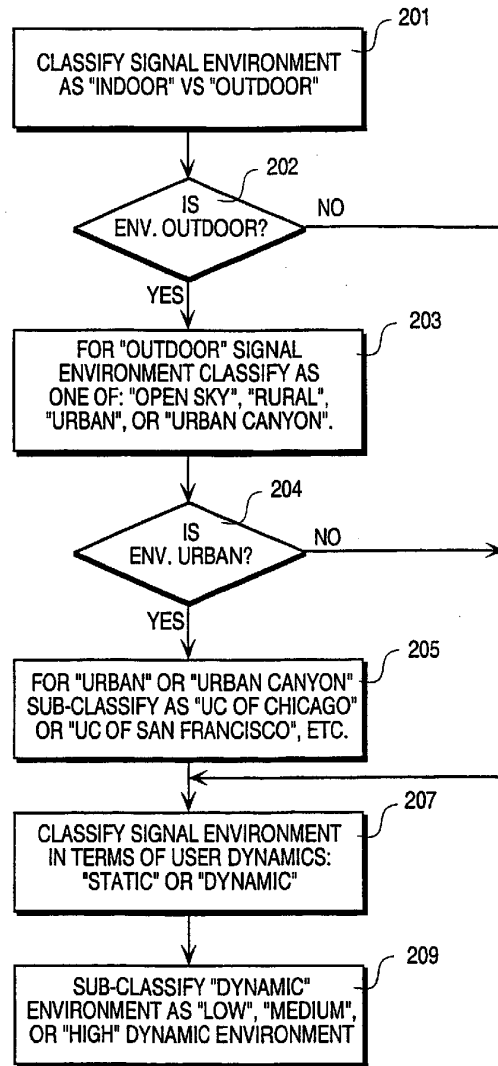 201
CLASSIFY SIGNAL ENVIRONMENT
AS "INDOOR" VS "OUTDOOR"
202
IS
ENV. OUTDOOR?
NO
YES
203
FOR "OUTDOOR" SIGNAL
ENVIRONMENT CLASSIFY AS
ONE OF: "OPEN SKY", "RURAL",
"URBAN", OR "URBAN CANYON".
204
IS
ENV. URBAN?
NO
YES
205
FOR "URBAN" OR "URBAN CANYON"
SUB-CLASSIFY AS "UC OF CHICAGO"
OR "UC OF SAN FRANCISCO", ETC.
207
CLASSIFY SIGNAL ENVIRONMENT
IN TERMS OF USER DYNAMICS:
"STATIC" OR "DYNAMIC"
209
SUB-CLASSIFY "DYNAMIC"
ENVIRONMENT AS "LOW", "MEDIUM",
OR "HIGH" DYNAMIC ENVIRONMENT